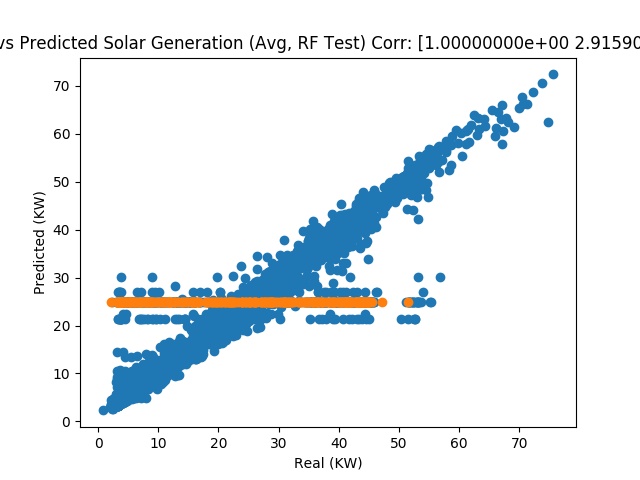 vs Predicted Solar Generation (Avg, RF Test) Corr: [1.00000000e+00 2.91590
70
60
50
40
30
20
10
0
Predicted (KW)
0 10 20 30 40 50 60 70
Real (KW)